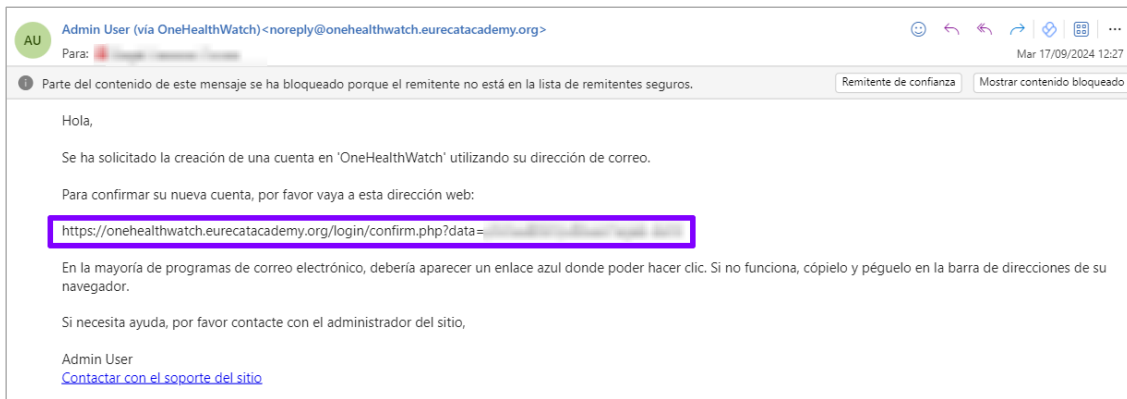 AU
Admin User (vía OneHealthWatch)<noreply@onehealthwatch.eurecatacademy.org>
Para:
Mar 17/09/2024 12:27
Parte del contenido de este mensaje se ha bloqueado porque el remitente no está en la lista de remitentes seguros.
Remitente de confianza
Mostrar contenido bloqueado
Hola,
Se ha solicitado la creación de una cuenta en 'OneHealthWatch' utilizando su dirección de correo.
Para confirmar su nueva cuenta, por favor vaya a esta dirección web:
https://onehealthwatch.eurecatacademy.org/login/confirm.php?data=
En la mayoría de programas de correo electrónico, debería aparecer un enlace azul donde poder hacer clic. Si no funciona, cópielo y péguelo en la barra de direcciones de su
navegador.
Si necesita ayuda, por favor contacte con el administrador del sitio,
Admin User
Contactar con el soporte del sitio